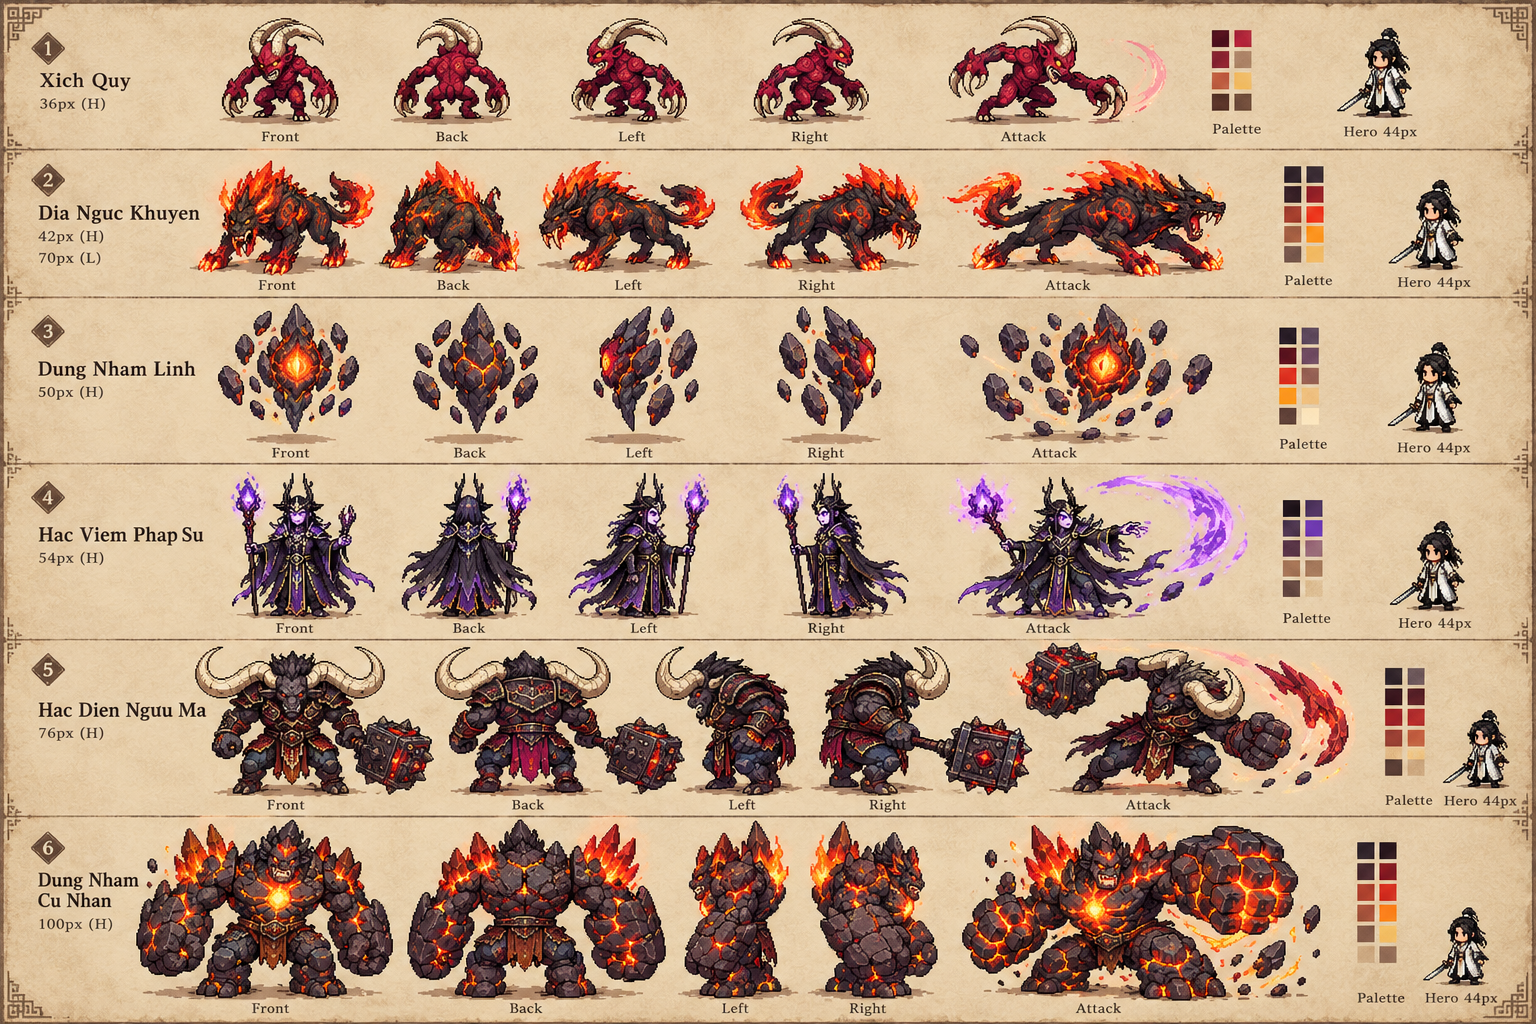 1
Xich Quy
36px (H)
Front
Back
Left
Right
Attack
Palette
Hero 44px
2
Dia Nguc Khuyen
42px (H)
70px (L)
Front
Back
Left
Right
Attack
Palette
Hero 44px
3
Dung Nham Linh
50px (H)
Front
Back
Left
Right
Attack
Palette
Hero 44px
4
Hac Viem Phap Su
54px (H)
Front
Back
Left
Right
Attack
Palette
Hero 44px
5
Hac Dien Nguu Ma
76px (H)
Front
Back
Left
Right
Attack
Palette
Hero 44px
6
Dung Nham
Cu Nhan
100px (H)
Front
Back
Left
Right
Attack
Palette
Hero 44px